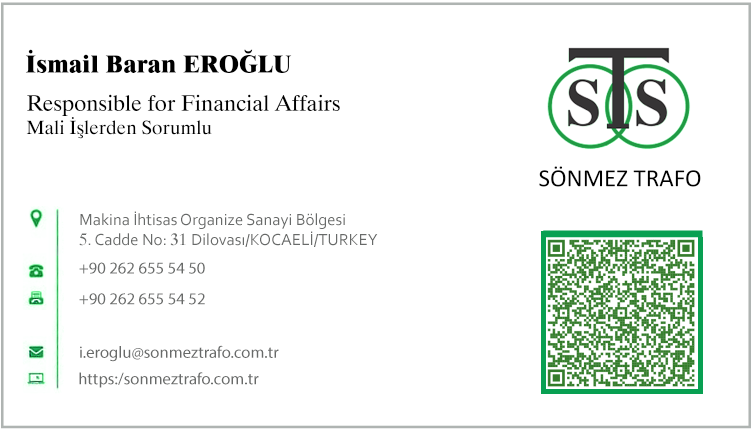 İsmail Baran EROĞLU
Responsible for Financial Affairs
Mali İşlerden Sorumlu
STS
SÖNMEZ TRAFO
Makina İhtisas Organize Sanayi Bölgesi
5. Cadde No: 31 Dilovası/KOCAELİ/TURKEY
+90 262 655 54 50
+90 262 655 54 52
i.eroglu@sonmeztrafo.com.tr
https:/sonmeztrafo.com.tr